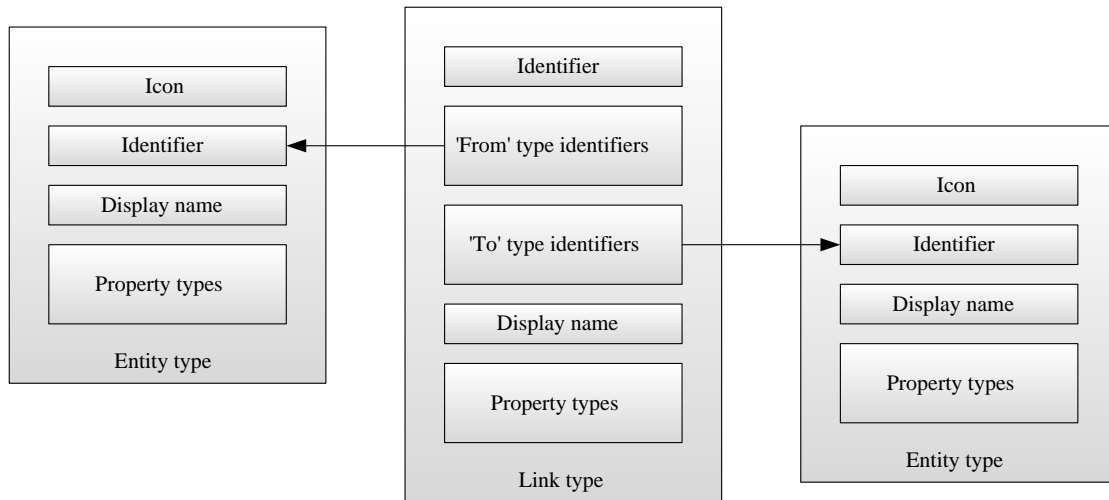 Icon
Identifier
Display name
Property types
Entity type
Identifier
'From' type identifiers
'To' type identifiers
Display name
Property types
Link type
Icon
Identifier
Display name
Property types
Entity type